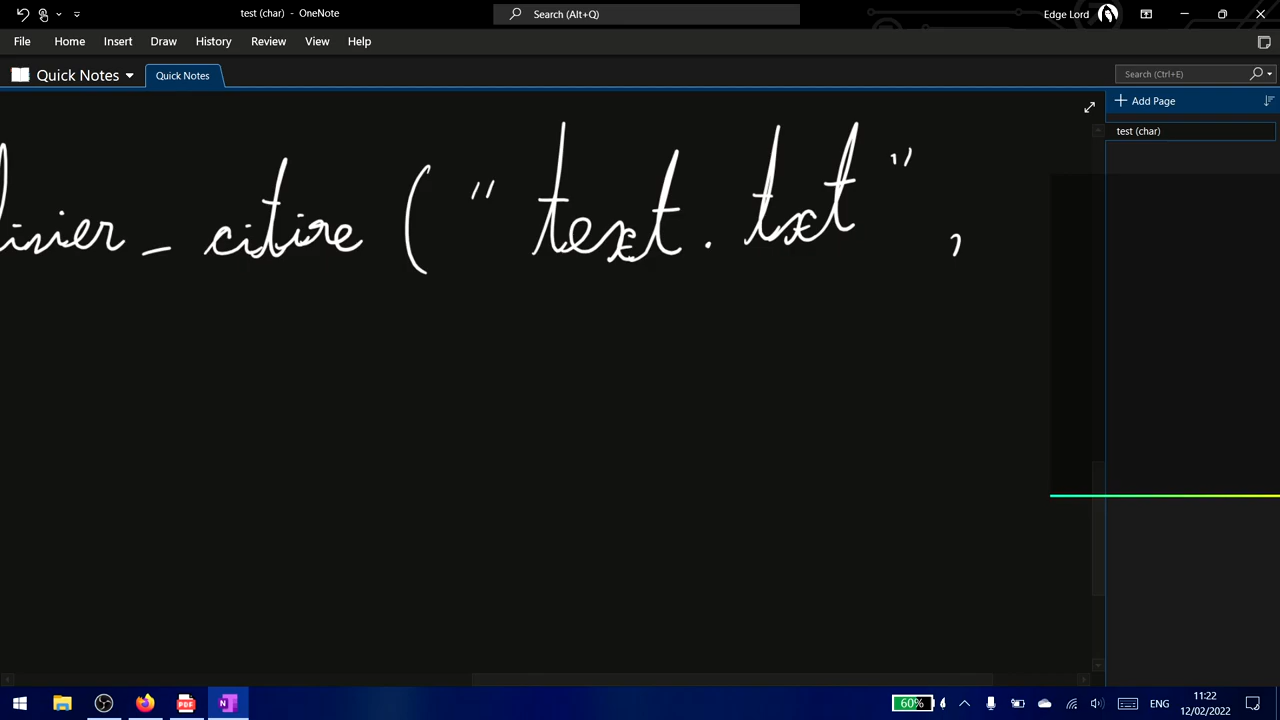 test (char) - OneNote
Search (Alt+Q)
Edge Lord
File Home Insert Draw History Review View Help
Quick Notes
Quick Notes
Search (Ctrl+E)
Add Page
test (char)
_ citire ( " text . txt " ,
60%
ENG
11:22
12/02/2022